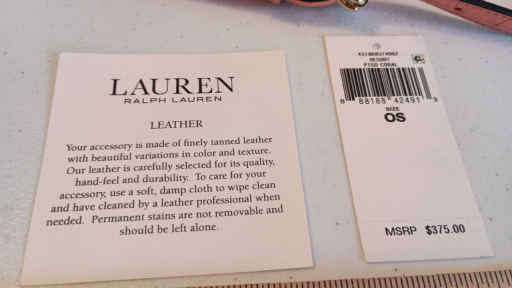 LAUREN
RALPH LAUREN
LEATHER
Your accessory is made of finely tanned leather
with beautiful variations in color and texture.
Our leather is carefully selected for its quality,
hand-feel and durability. To care for your
accessory, use a soft, damp cloth to wipe clean
and have cleaned by a leather professional when
needed. Permanent stains are not removable and
should be left alone.
CORAL
88188 42491
SIZE
OS
MSRP $375.00